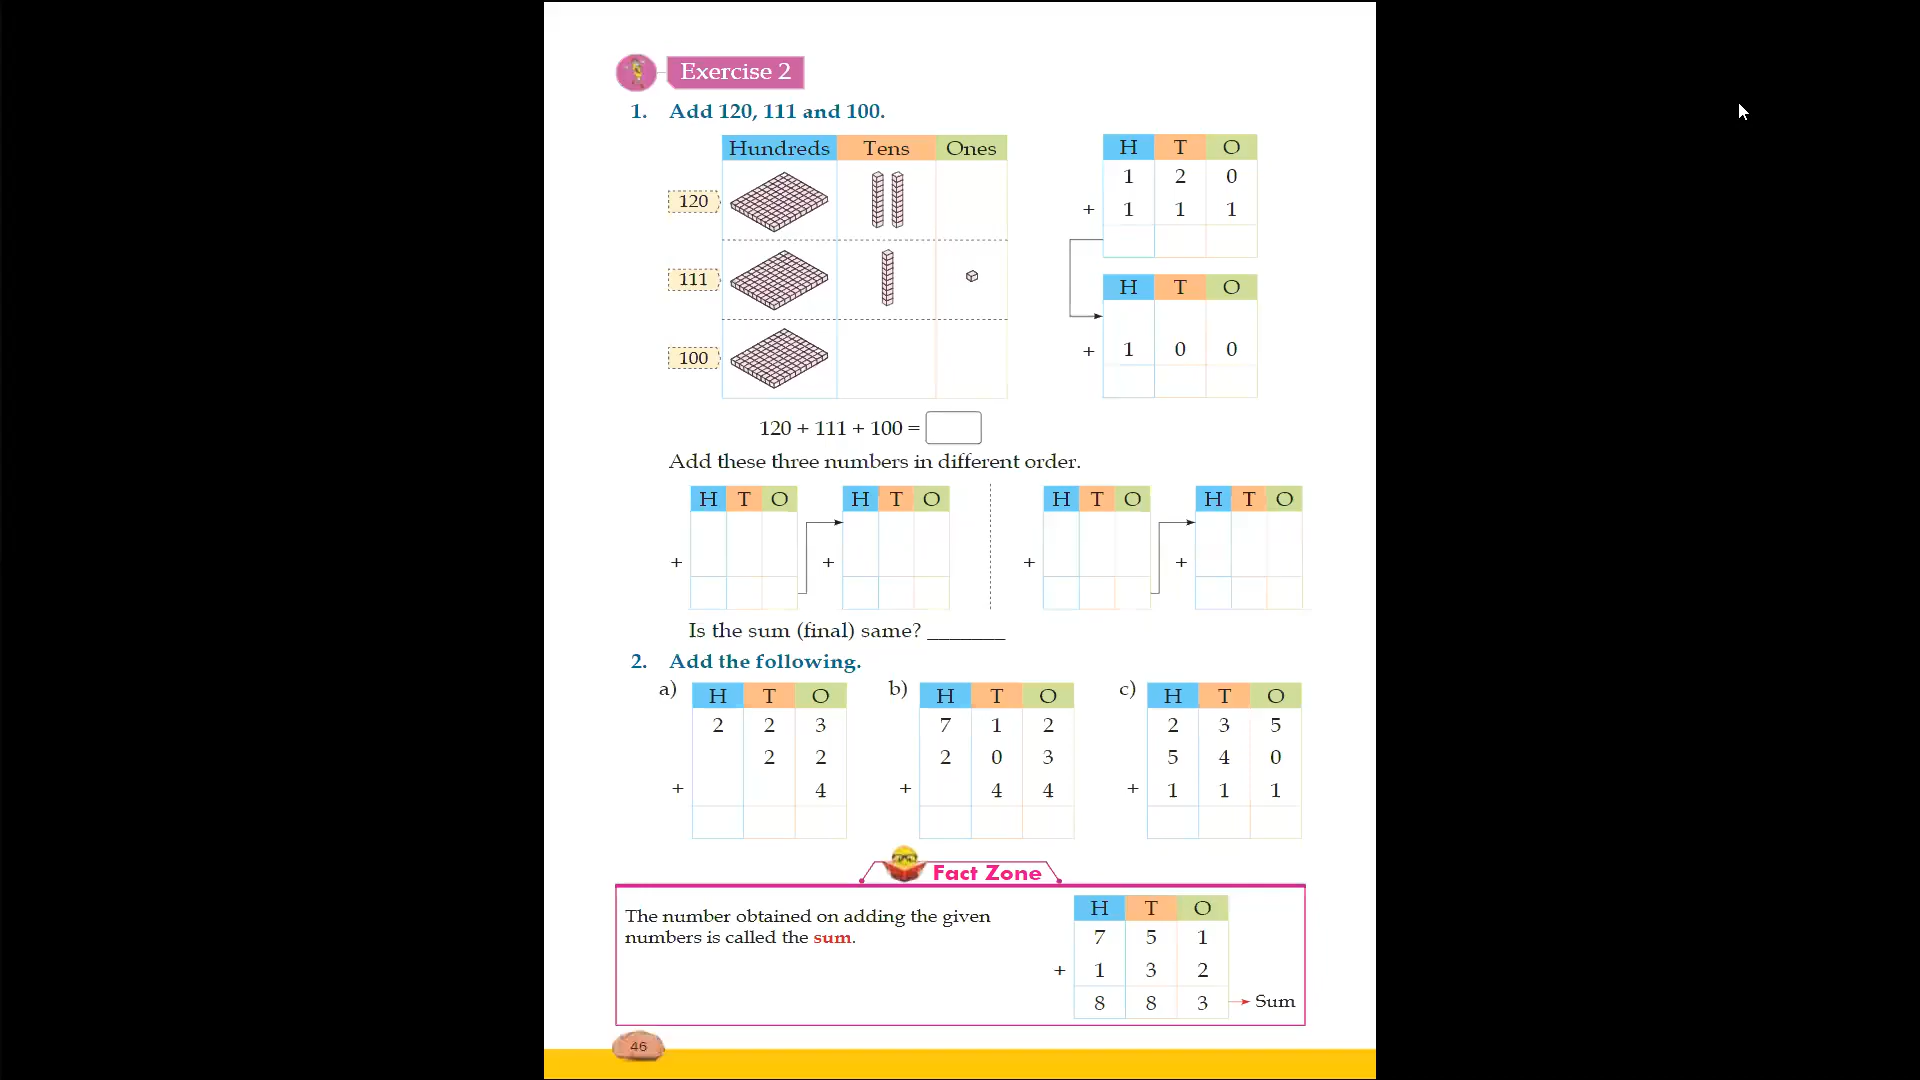 Exercise 2
1. Add 120, 111 and 100.
Hundreds Tens Ones
120
111
100
H T O
1 2 0
+ 1 1 1
H T O
+ 1 0 0
120 + 111 + 100 =
Add these three numbers in different order.
H T O H T O H T O H T O
+ + + +
Is the sum (final) same? _______
2. Add the following.
a) H T O
2 2 3
2 2
+ 4
b) H T O
7 1 2
2 0 3
+ 4 4
c) H T O
2 3 5
5 4 0
+ 1 1 1
Fact Zone
The number obtained on adding the given
numbers is called the sum.
H T O
7 5 1
+ 1 3 2
8 8 3 Sum
46